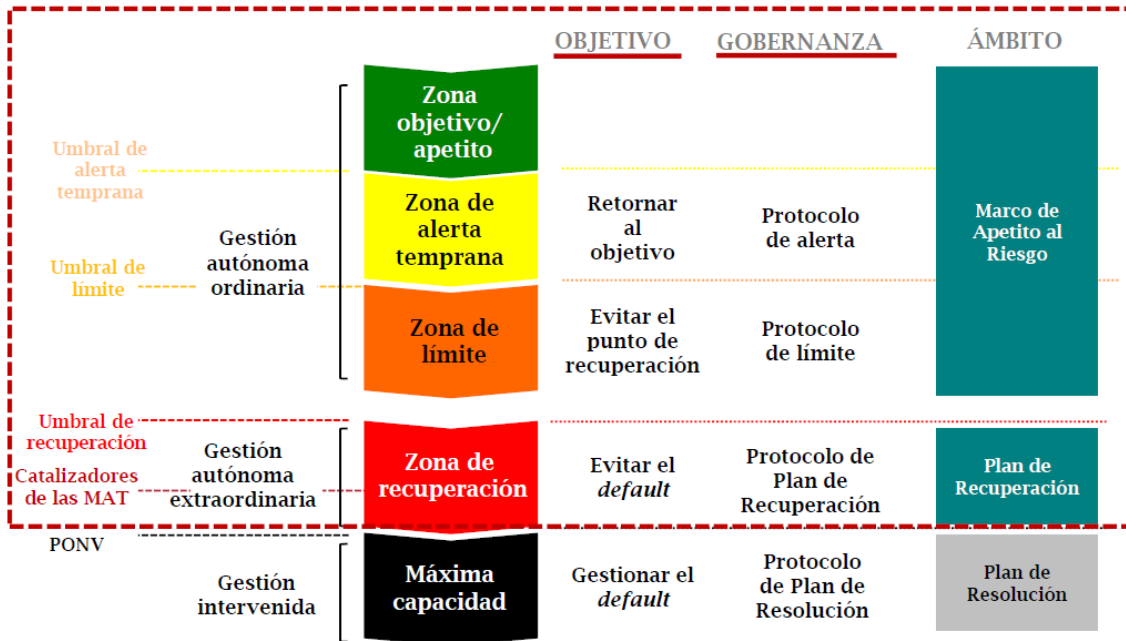 OBJETIVO
GOBERNANZA
ÁMBITO
Zona
objetivo/
apetito
Umbral de
alerta
temprana
Zona de
alerta
temprana
Retornar
al
objetivo
Protocolo
de alerta
Marco de
Apetito al
Riesgo
Gestión
autónoma
ordinaria
Umbral de
límite
Zona de
límite
Evitar el
punto de
recuperación
Protocolo
de límite
Umbral de
recuperación
Catalizadores
de las MAT
Gestión
autónoma
extraordinaria
Zona de
recuperación
Evitar el
default
Protocolo de
Plan de
Recuperación
Plan de
Recuperación
PONV
Gestión
intervenida
Máxima
capacidad
Gestionar el
default
Protocolo
de Plan de
Resolución
Plan de
Resolución